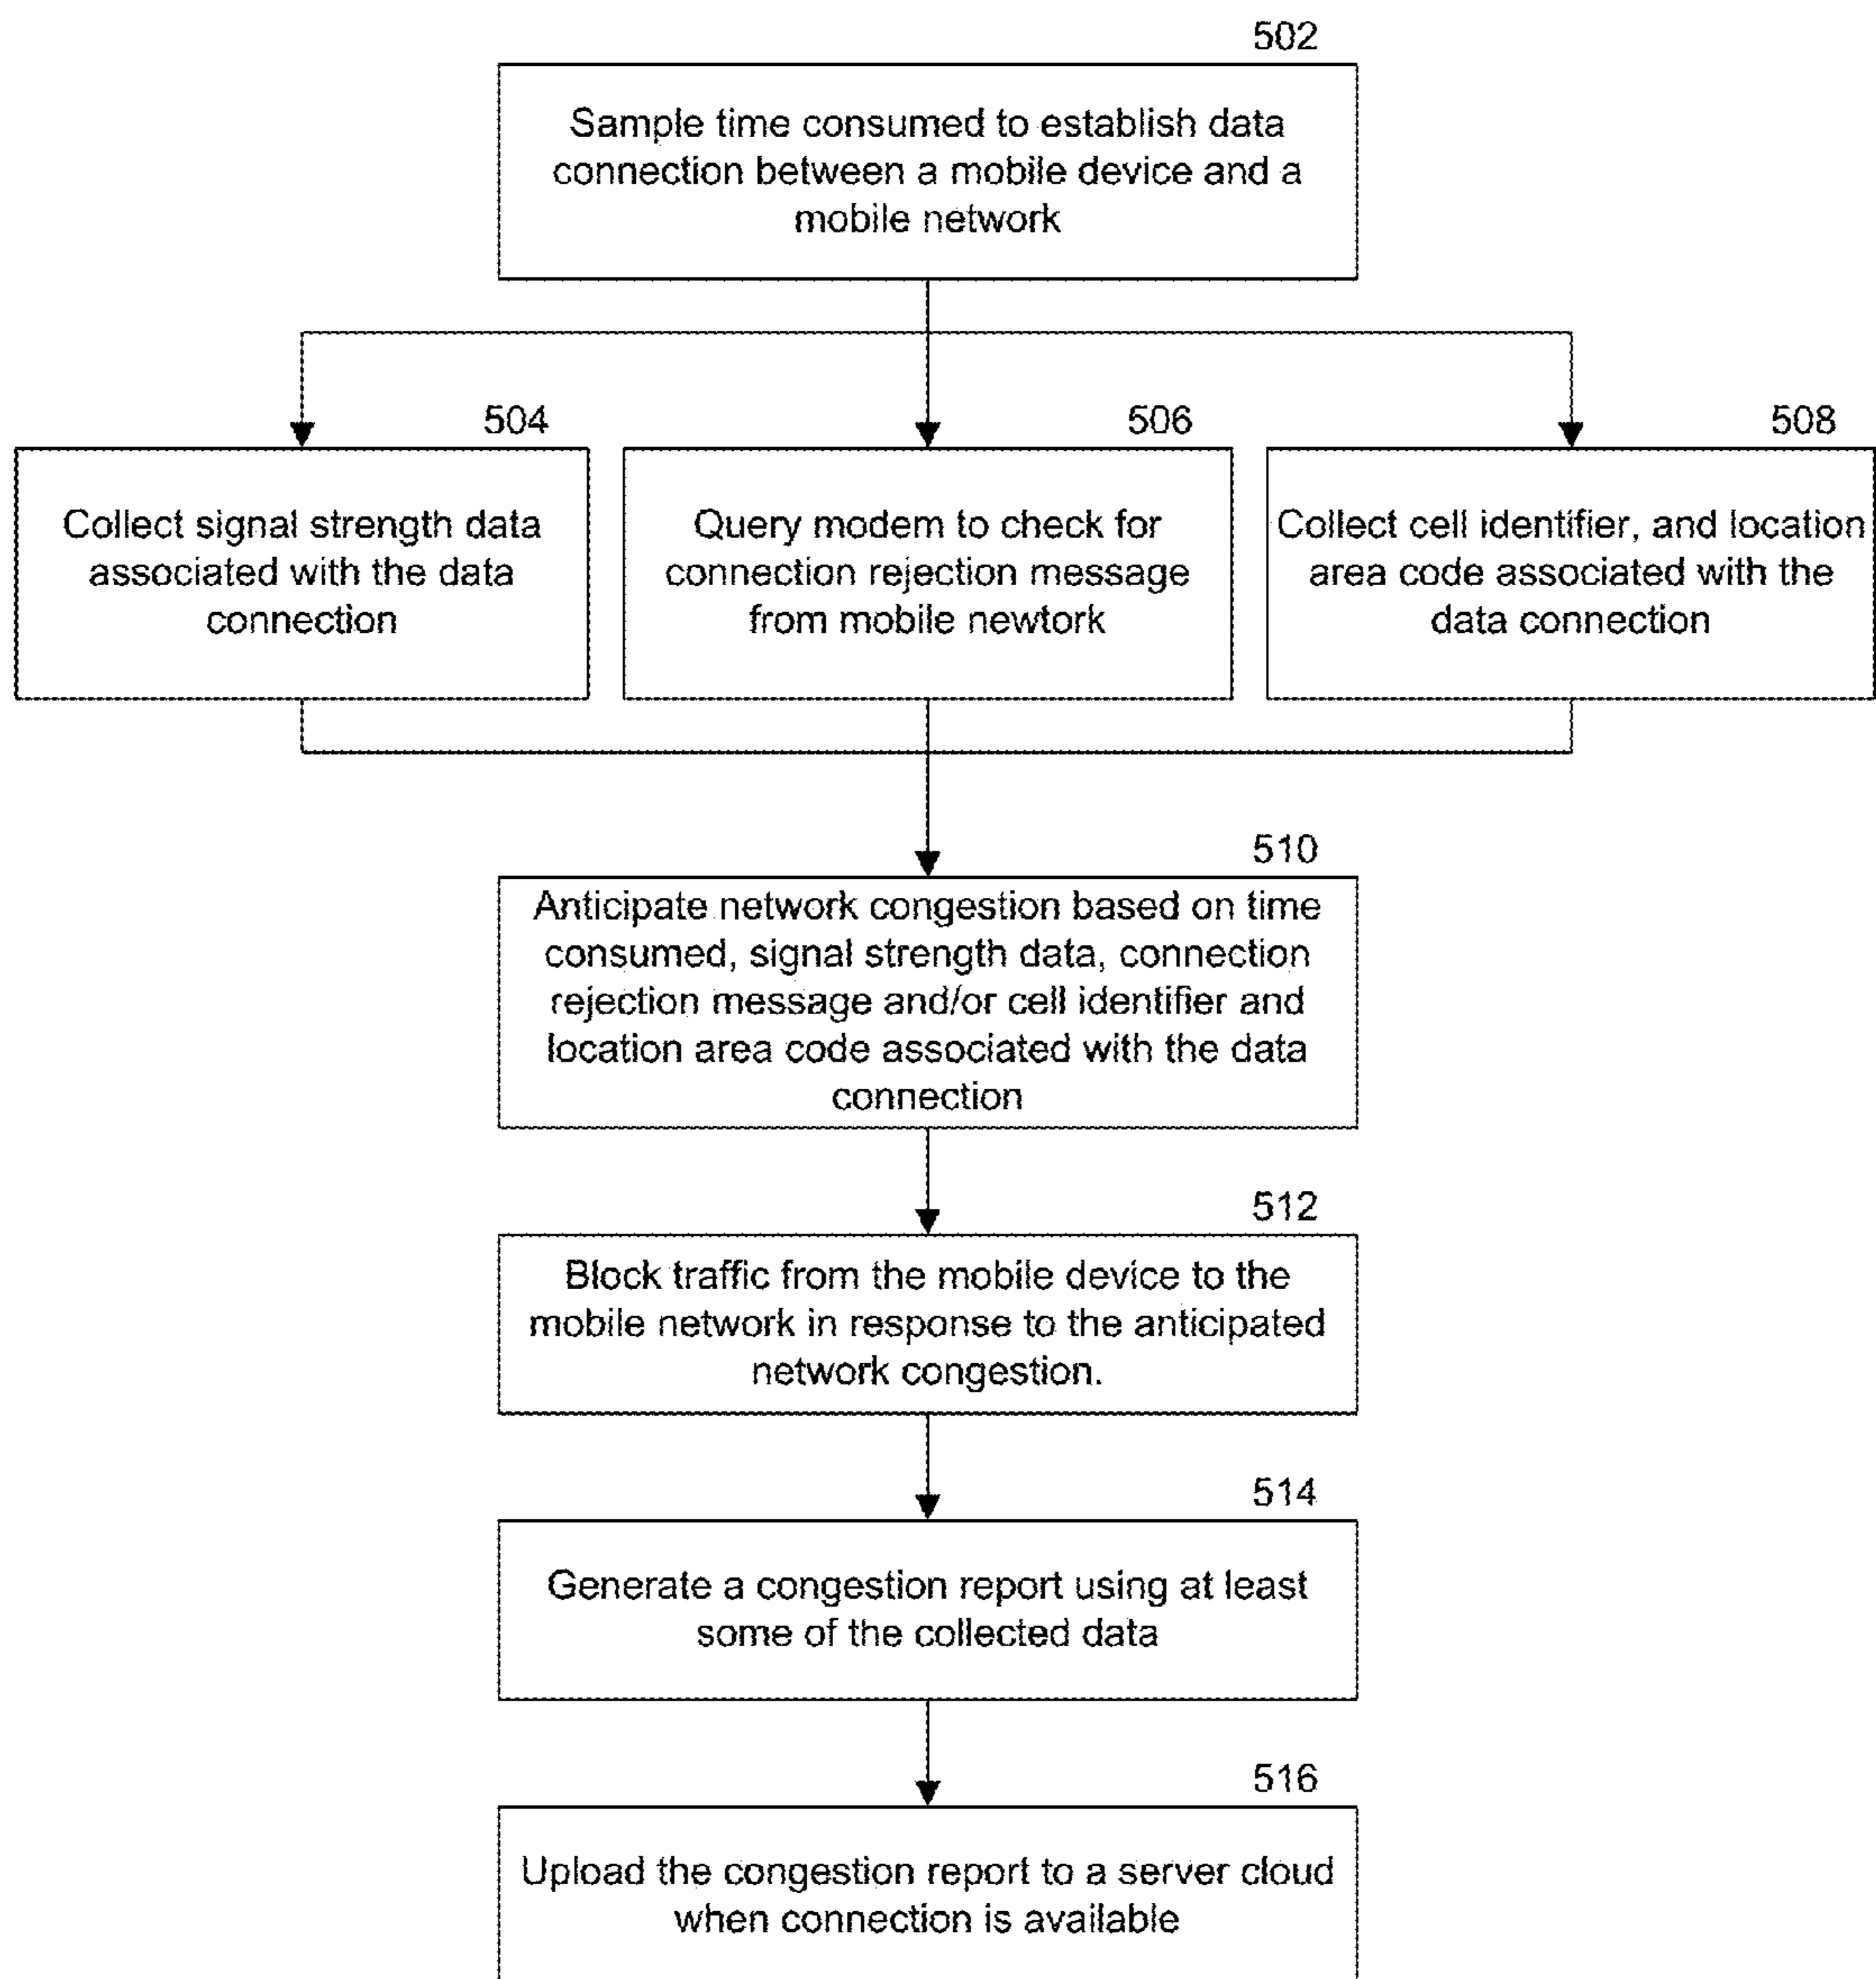 502
Sample time consumed to establish data
connection between a mobile device and a
mobile network
504
Collect signal strength data
associated with the data
connection
506
Query modem to check for
connection rejection message
from mobile newtork
508
Collect cell identifier, and location
area code associated with the
data connection
510
Anticipate network congestion based on time
consumed, signal strength data, connection
rejection message and/or cell identifier and
location area code associated with the data
connection
512
Block traffic from the mobile device to the
mobile network in response to the anticipated
network congestion.
514
Generate a congestion report using at least
some of the collected data
516
Upload the congestion report to a server cloud
when connection is available